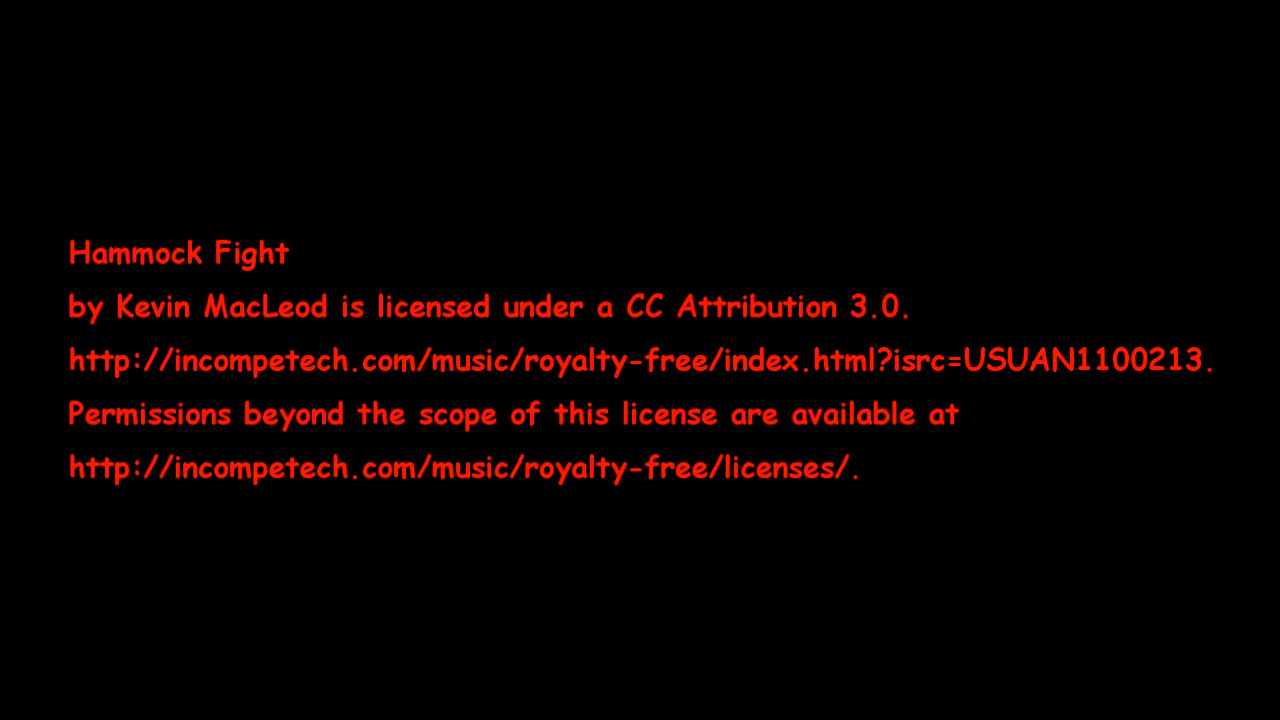 Hammock Fight
by Kevin MacLeod is licensed under a CC Attribution 3.0.
http://incompetech.com/music/royalty-free/index.html?isrc=USUAN1100213.
Permissions beyond the scope of this license are available at
http://incompetech.com/music/royalty-free/licenses/.